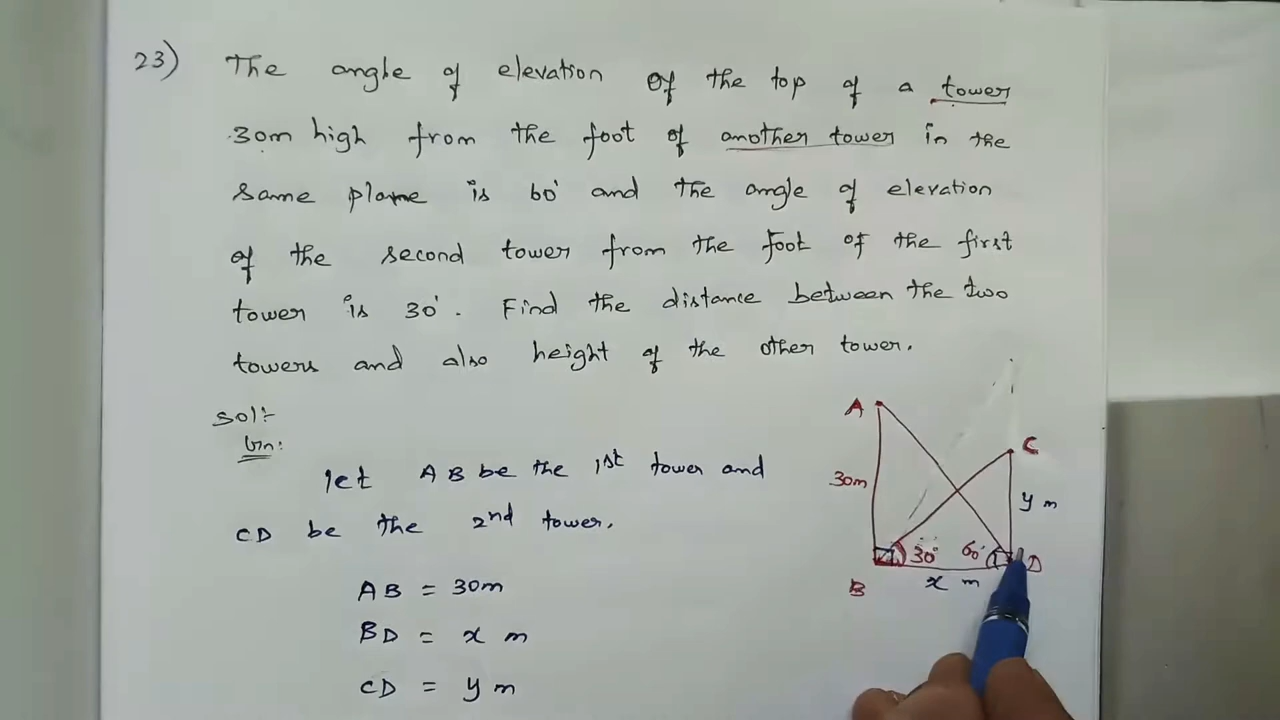 23) The angle of elevation of the top of a tower
30m high from the foot of another tower in the
same plane is 60° and the angle of elevation
of the second tower from the foot of the first
tower is 30°. Find the distance between the two
towers and also height of the other tower.
Sol:-
Gn:
let AB be the 1st tower and
CD be the 2nd tower.
AB = 30m
BD = x m
CD = y m
A
C
30m
y m
30° 60°
D
B
x m